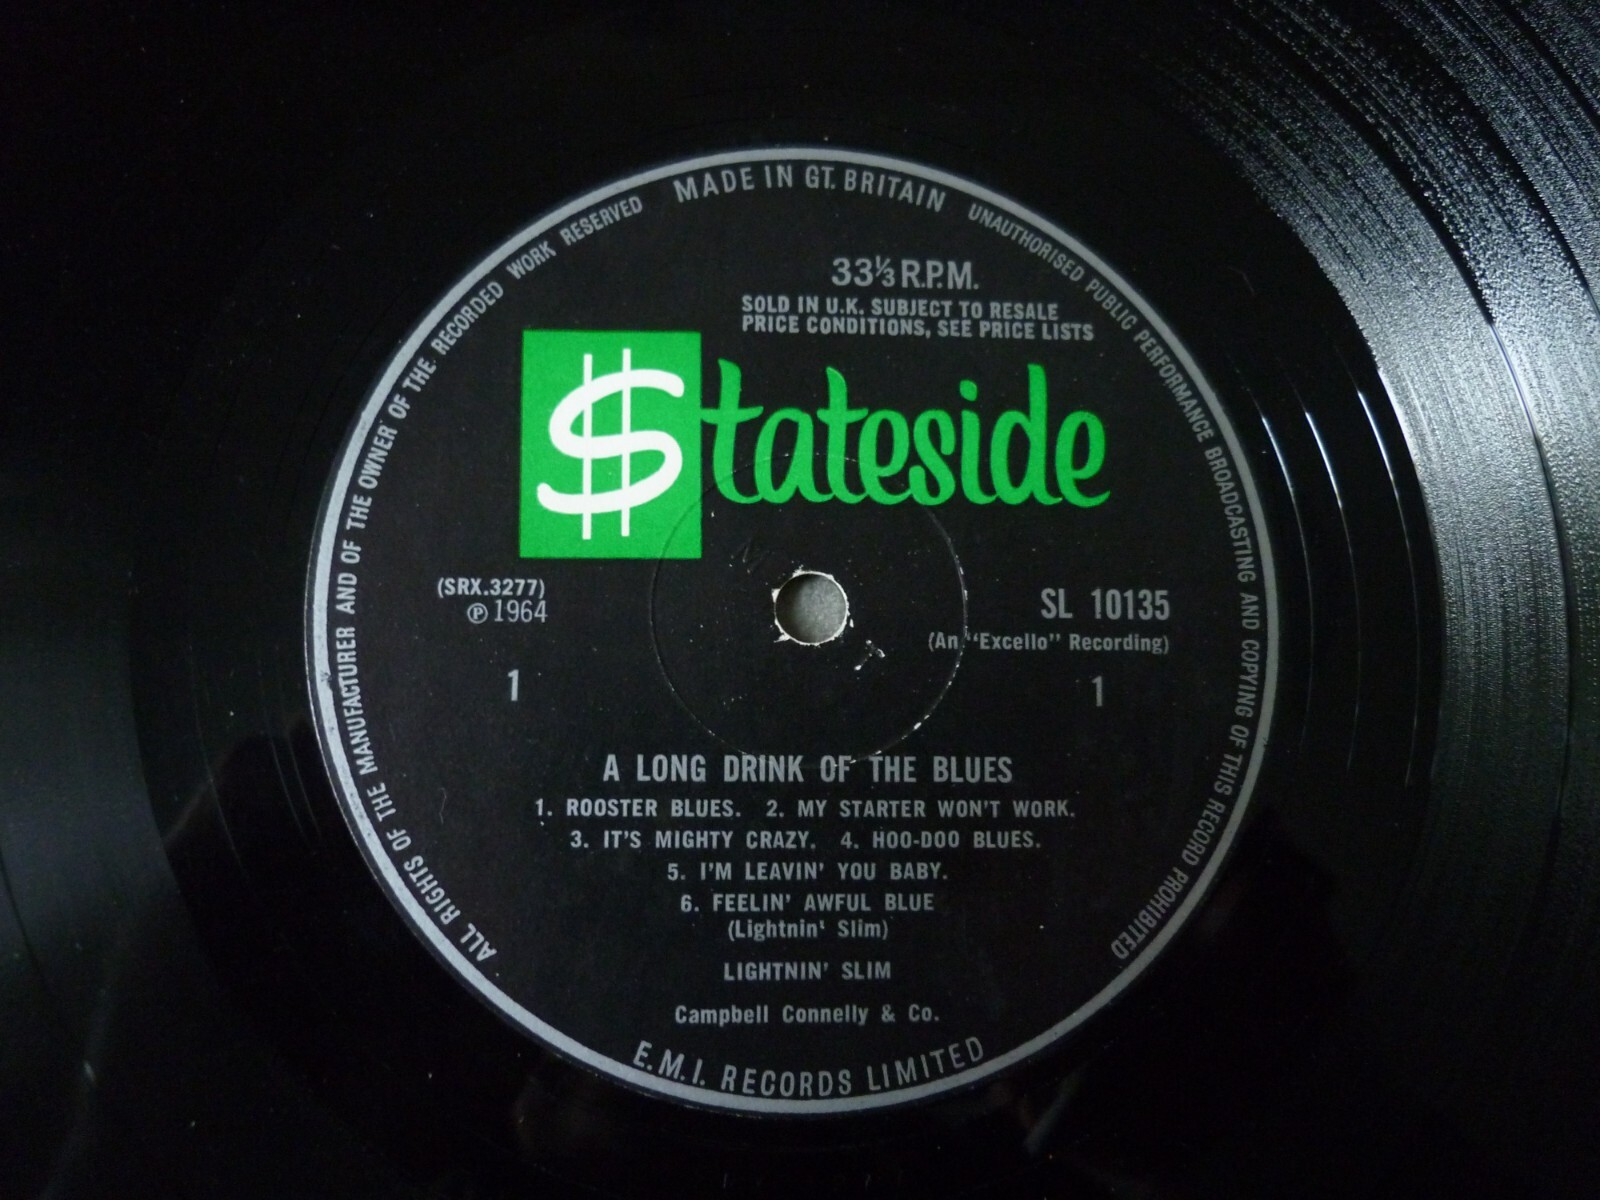 MADE IN GT. BRITAIN
UNAUTHORISED PUBLIC PERFORMANCE BROADCASTING AND COPYING OF THIS RECORD PROHIBITED
ALL RIGHTS OF THE MANUFACTURER AND OF THE OWNER OF THE RECORDED WORK RESERVED
33⅓ R.P.M.
SOLD IN U.K. SUBJECT TO RESALE
PRICE CONDITIONS, SEE PRICE LISTS
$tateside
(SRX.3277)
℗ 1964
SL 10135
(An "Excello" Recording)
1
1
A LONG DRINK OF THE BLUES
1. ROOSTER BLUES. 2. MY STARTER WON'T WORK.
3. IT'S MIGHTY CRAZY. 4. HOO-DOO BLUES.
5. I'M LEAVIN' YOU BABY.
6. FEELIN' AWFUL BLUE
(Lightnin' Slim)
LIGHTNIN' SLIM
Campbell Connelly & Co.
E.M.I. RECORDS LIMITED